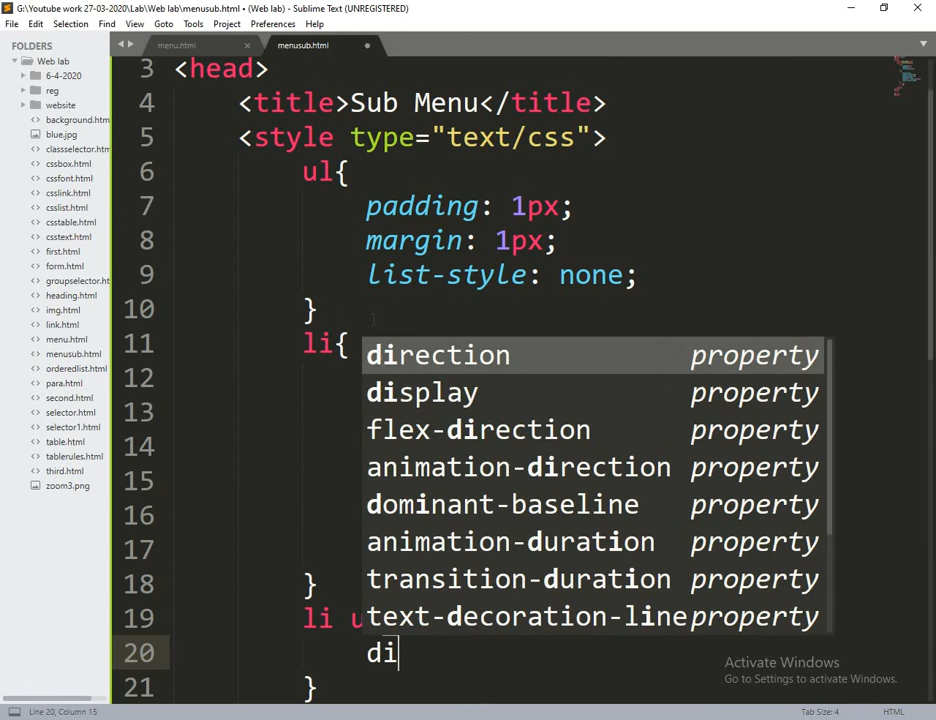 G:\Youtube work 27-03-2020\Lab\Web lab\menusub.html • (Web lab) - Sublime Text (UNREGISTERED)
File Edit Selection Find View Goto Tools Project Preferences Help
FOLDERS
Web lab
6-4-2020
reg
website
background.htm
blue.jpg
classselector.htm
cssbox.html
cssfont.html
csslink.html
csslist.html
csstable.html
csstext.html
first.html
form.html
groupselector.ht
heading.html
img.html
link.html
menu.html
menusub.html
orderedlist.html
para.html
second.html
selector.html
selector1.html
table.html
tablerules.html
third.html
zoom3.png
menu.html × menusub.html •
3 <head>
4 <title>Sub Menu</title>
5 <style type="text/css">
6 ul{
7 padding: 1px;
8 margin: 1px;
9 list-style: none;
10 }
11 li{
12
13
14
15
16
17
18 }
19 li u
20 di
21 }
direction property
display property
flex-direction property
animation-direction property
dominant-baseline property
animation-duration property
transition-duration property
text-decoration-line property
Activate Windows
Go to Settings to activate Windows.
Line 20, Column 15 Tab Size: 4 HTML